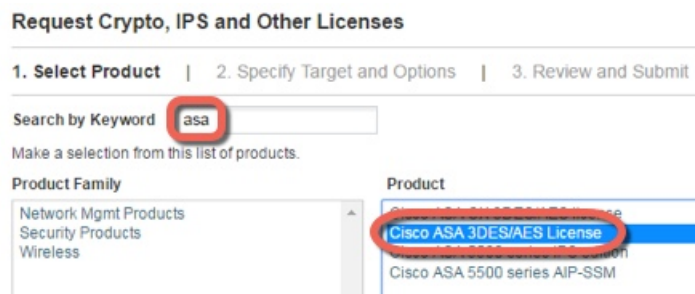 Request Crypto, IPS and Other Licenses
1. Select Product | 2. Specify Target and Options | 3. Review and Submit
Search by Keyword asa
Make a selection from this list of products.
Product Family
Network Mgmt Products
Security Products
Wireless
Product
Cisco ASA 3DES/AES License
Cisco ASA 5500 series AIP-SSM